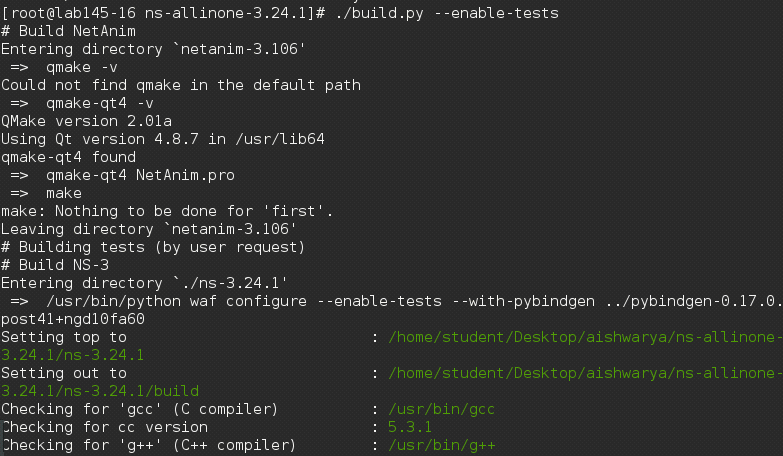 [root@lab145-16 ns-allinone-3.24.1]# ./build.py --enable-tests
# Build NetAnim
Entering directory `netanim-3.106'
 =>  qmake -v
Could not find qmake in the default path
 =>  qmake-qt4 -v
QMake version 2.01a
Using Qt version 4.8.7 in /usr/lib64
qmake-qt4 found
 =>  qmake-qt4 NetAnim.pro
 =>  make
make: Nothing to be done for 'first'.
Leaving directory `netanim-3.106'
# Building tests (by user request)
# Build NS-3
Entering directory `./ns-3.24.1'
 =>  /usr/bin/python waf configure --enable-tests --with-pybindgen ../pybindgen-0.17.0.
post41+ngd10fa60
Setting top to                           : /home/student/Desktop/aishwarya/ns-allinone-
3.24.1/ns-3.24.1
Setting out to                           : /home/student/Desktop/aishwarya/ns-allinone-
3.24.1/ns-3.24.1/build
Checking for 'gcc' (C compiler)          : /usr/bin/gcc
Checking for cc version                  : 5.3.1
Checking for 'g++' (C++ compiler)        : /usr/bin/g++